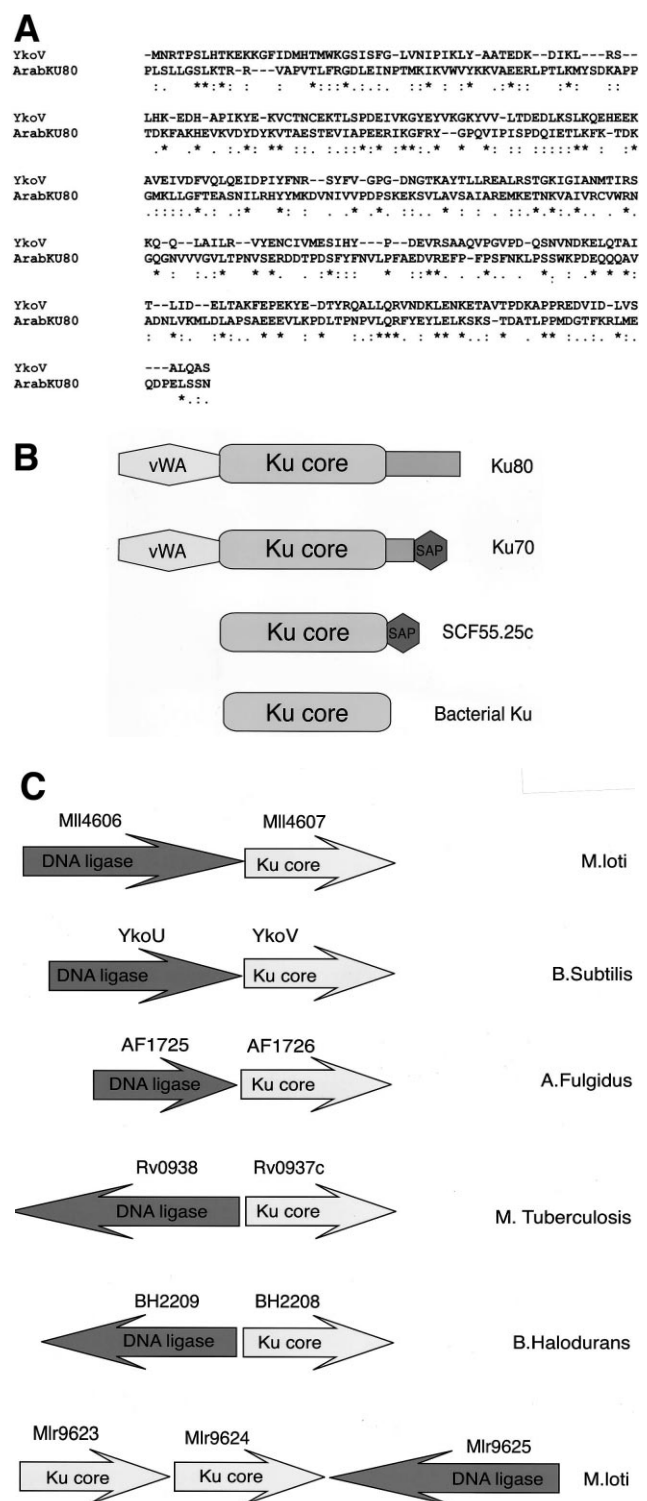 A
YkoV -MNRTPSLHTKEKKGFIDMHTMWKGSISFG-LVNIPIKLY-AATEDK--DIKL--RS--
ArabKU80 PLSLLGSLKTR-R---VAPVTLFRGDLEINPTMKIKVWVYKKVAEERLPTLKMYSDKAPP
YkoV LHK-EDH-APIKYE-KVCTNCEKTLSPDEIVKGYEYVKGKYVV-LTDEDLKSLKQEHEEK
ArabKU80 TDKFAKHEVKVDYDYKVTAESTEVIAPEERIKGFRY--GPQVIPISPDQIETLKFK-TDK
YkoV AVEIVDFVQLQEIDPIYFNR--SYFV-GPG-DNGTKAYTLLREALRSTGKIGIANMTIRS
ArabKU80 GMKLLGFTEASNILRHYYMKDVNIVVPDPSKEKSVLAVSAIAREMKETNKVAIVRCVWRN
YkoV KQ-Q--LAILR--VYENCIVMESIHY---P--DEVRSAAQVPGVPD-QSNVNDKELQTAI
ArabKU80 GQGNVVVGVLTPNVSERDDTPDSFYFNVLPFAEDVREFP-FPSFNKLPSSWKPDEQQQAV
YkoV T--LID--ELTAKFEPEKYE-DTYRQALLQRVNDKLENKETAVTPDKAPPREDVID-LVS
ArabKU80 ADNLVKMLDLAPSAEEEVLKPDLTPNPVLQRFYEYLELKSKS-TDATLPPMDGTFKRLME
YkoV ---ALQAS
ArabKU80 QDPELSSN
B
vWA Ku core Ku80
vWA Ku core SAP Ku70
Ku core SAP SCF55.25c
Ku core Bacterial Ku
C
Mll4606 Mll4607
DNA ligase Ku core M.loti
YkoU YkoV
DNA ligase Ku core B.Subtilis
AF1725 AF1726
DNA ligase Ku core A.Fulgidus
Rv0938 Rv0937c
DNA ligase Ku core M. Tuberculosis
BH2209 BH2208
DNA ligase Ku core B.Halodurans
Mlr9623 Mlr9624 Mlr9625
Ku core Ku core DNA ligase M.loti